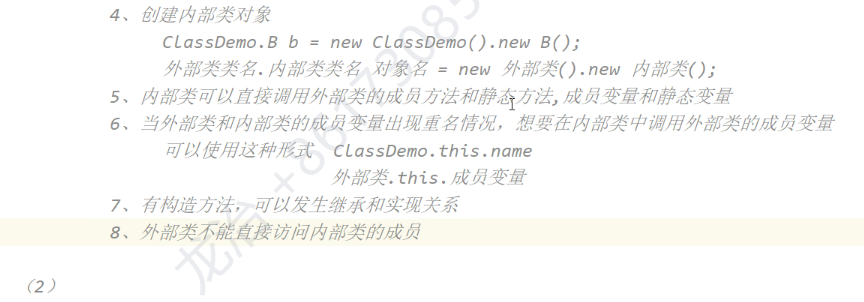 4、创建内部类对象
ClassDemo.B b = new ClassDemo().new B();
外部类类名.内部类类名 对象名 = new 外部类().new 内部类();
5、内部类可以直接调用外部类的成员方法和静态方法,成员变量和静态变量
6、当外部类和内部类的成员变量出现重名情况，想要在内部类中调用外部类的成员变量
可以使用这种形式 ClassDemo.this.name
外部类.this.成员变量
7、有构造方法，可以发生继承和实现关系
8、外部类不能直接访问内部类的成员
（2）